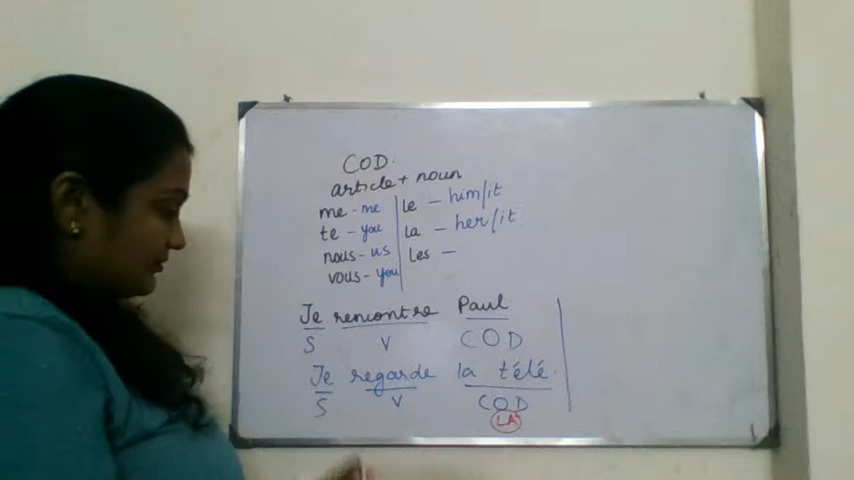 COD.
article + noun
me - me | le - him/it
te - you | la - her/it
nous - us | les -
vous - you
Je rencontre Paul
S V COD
Je regarde la télé.
S V COD
LA